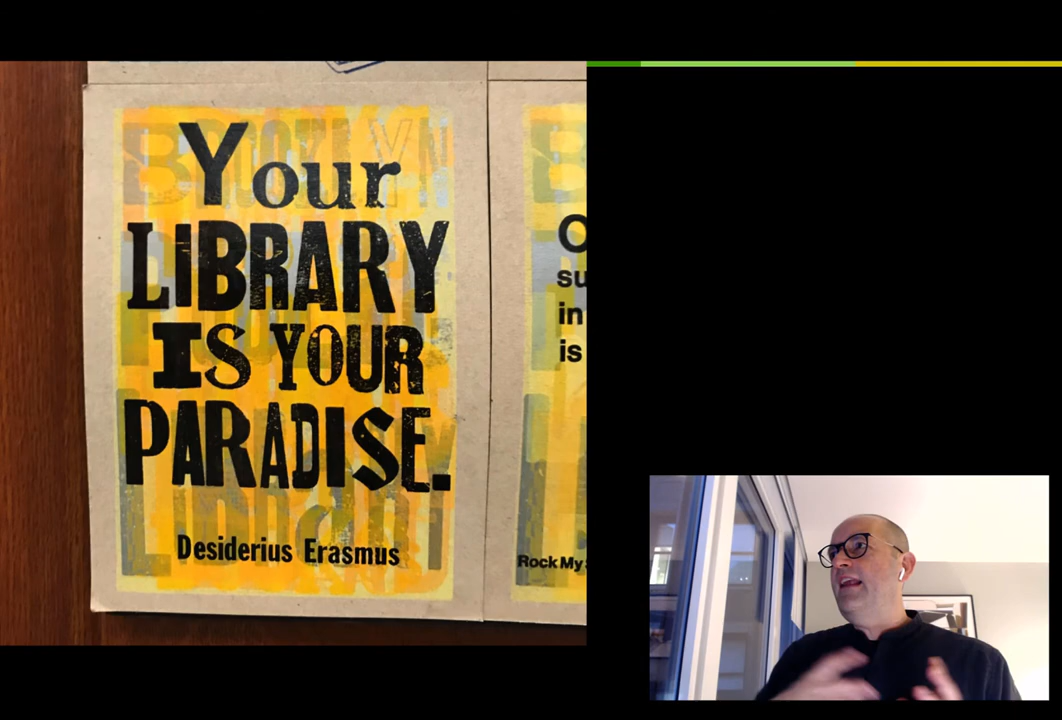 Your
LIBRARY
IS YOUR
PARADISE.
Desiderius Erasmus
su
in
is
Rock My